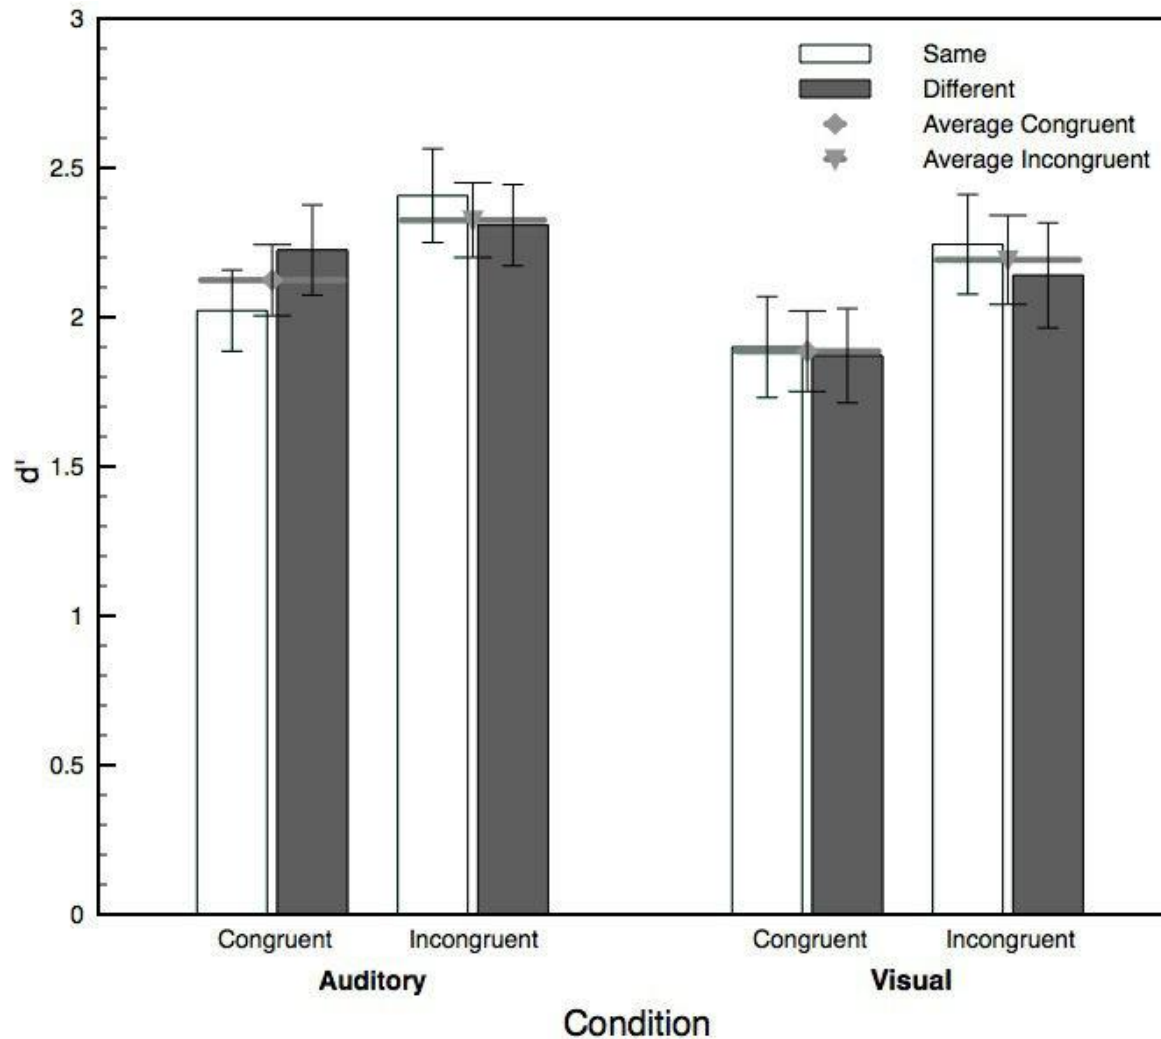 3
Same
Different
Average Congruent
Average Incongruent
2.5
2
d'
1.5
1
0.5
0
Congruent Incongruent Congruent Incongruent
Auditory Visual
Condition